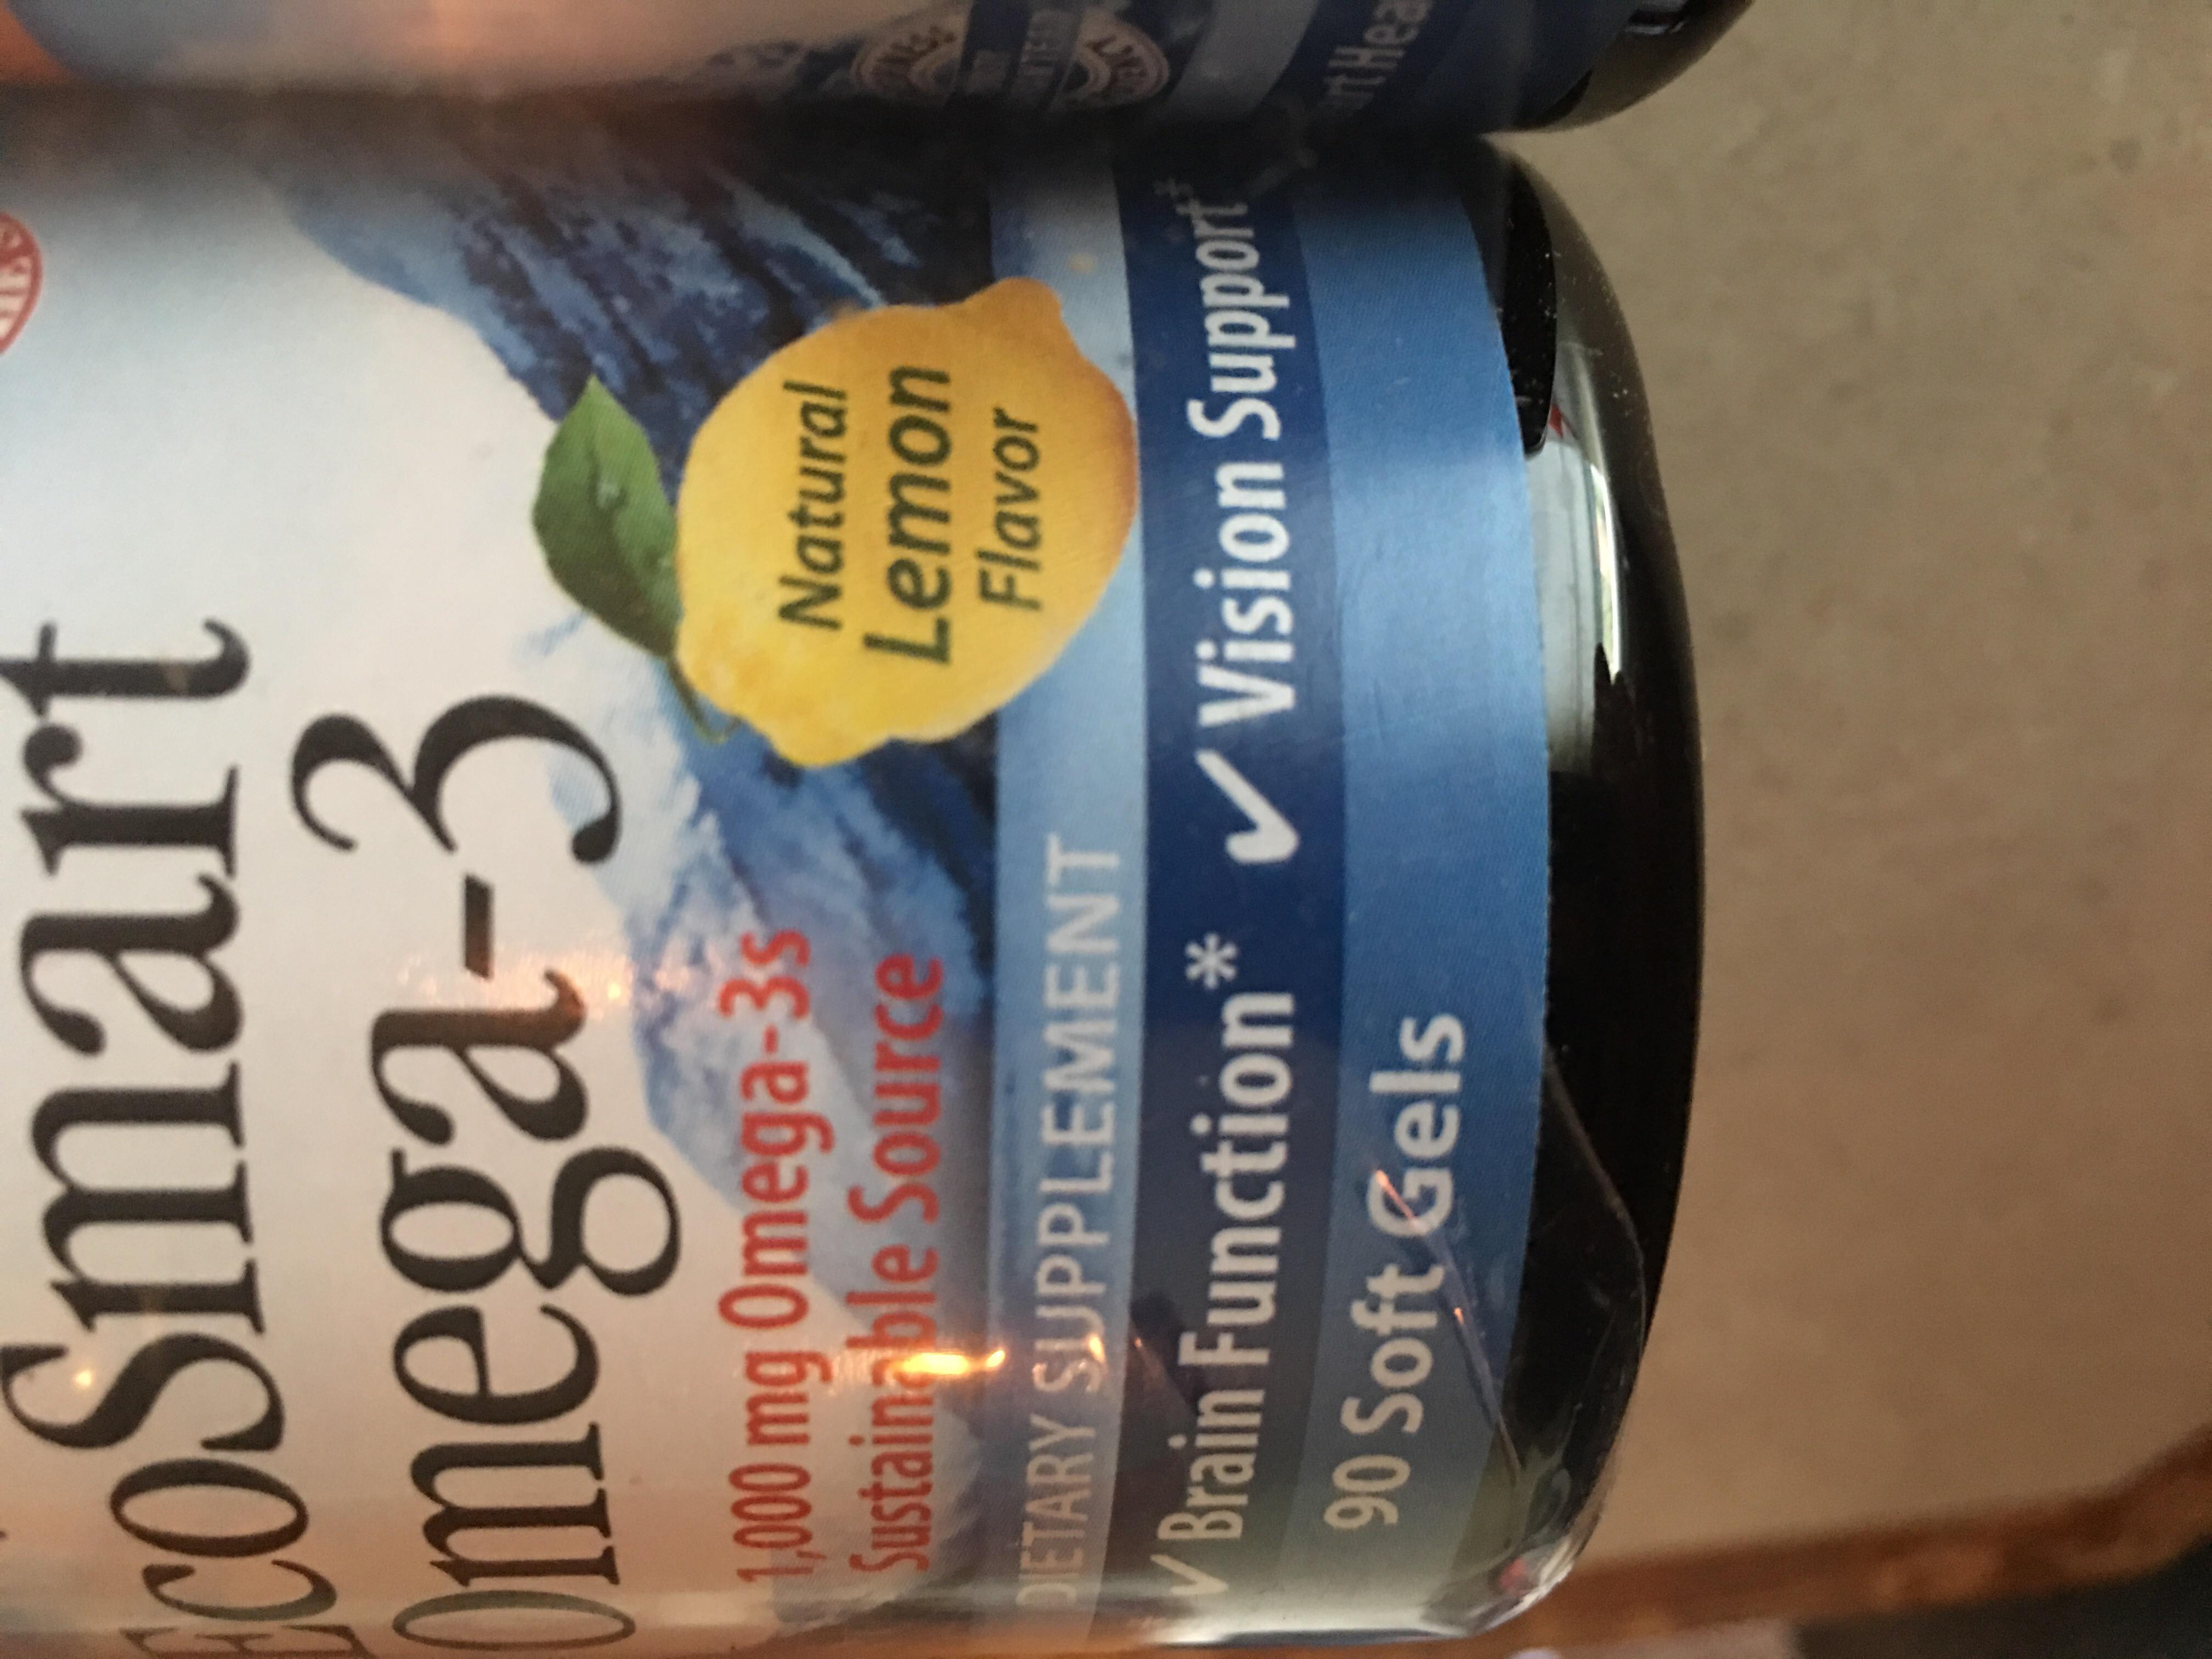 EcoSmart
Omega-3
1,000 mg Omega-3s
Sustainable Source
Natural
Lemon
Flavor
DIETARY SUPPLEMENT
✓ Brain Function* ✓ Vision Support*
90 Soft Gels